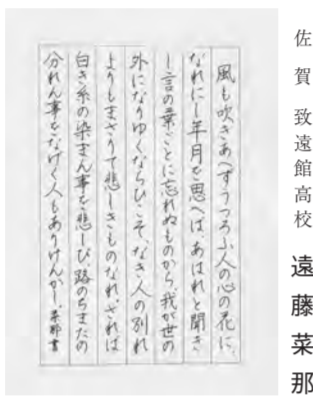 佐賀 致遠館高校
遠藤菜那
風も吹きあへずうつろふ人の心の花に、
なれにし年月を思へば、あはれと聞き
し言の葉ごとに忘れぬものから、我が世の
外になりゆくならひこそ、なき人の別れ
よりもまさりて悲しきものなれ。されば
白き糸の染まん事を悲しび、路のちまたの
分れん事をなげく人もありけんかし。菜那書